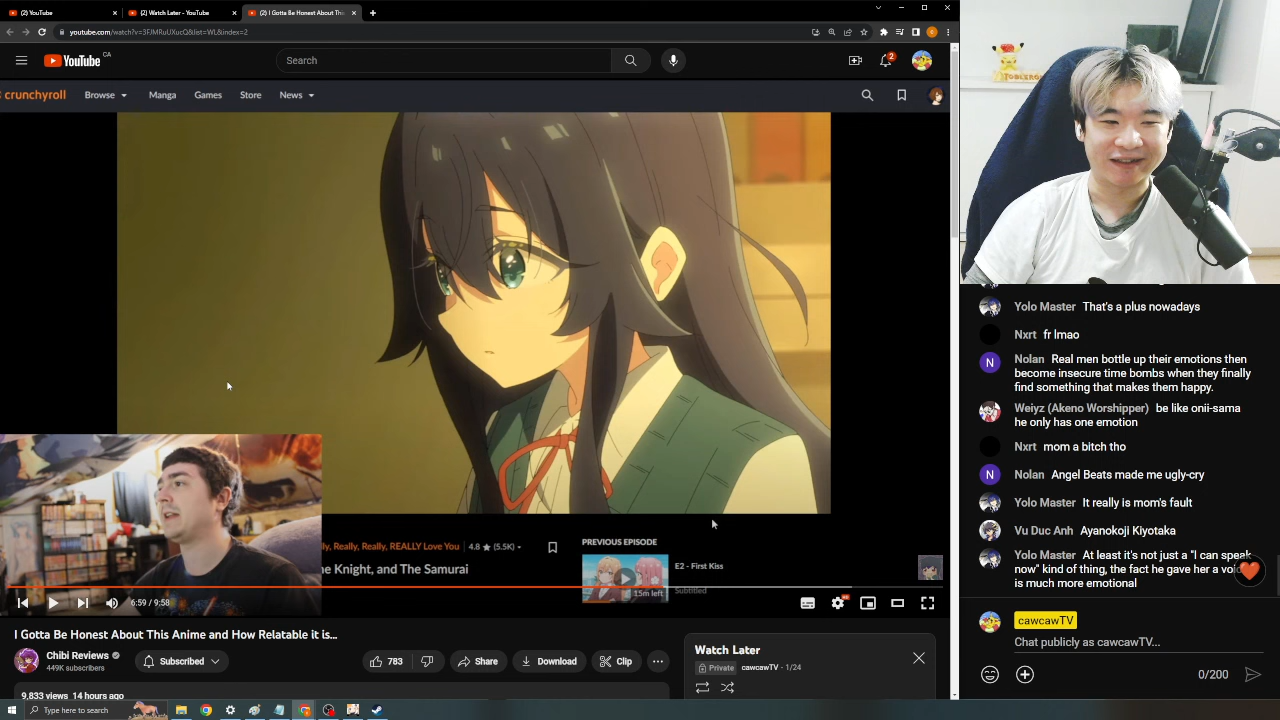 (2) YouTube
(2) Watch Later - YouTube
(2) I Gotta Be Honest About This
youtube.com/watch?v=3FJMRuUXucQ&list=WL&index=2
YouTube CA
Search
2
crunchyroll
Browse
Manga
Games
Store
News
ly, Really, Really, REALLY Love You
4.8 ★ (5.5K)
e Knight, and The Samurai
PREVIOUS EPISODE
E2 - First Kiss
15m left
Subtitled
6:59 / 9:58
I Gotta Be Honest About This Anime and How Relatable it is...
Chibi Reviews
449K subscribers
Subscribed
783
Share
Download
Clip
9,833 views 14 hours ago
Watch Later
Private
cawcawTV - 1/24
Type here to search
TOBLERO
Yolo Master That's a plus nowadays
Nxrt fr lmao
N
Nolan Real men bottle up their emotions then
become insecure time bombs when they finally
find something that makes them happy.
Weiyz (Akeno Worshipper) be like onii-sama
he only has one emotion
Nxrt mom a bitch tho
N
Nolan Angel Beats made me ugly-cry
Yolo Master It really is mom's fault
Vu Duc Anh Ayanokoji Kiyotaka
Yolo Master At least it's not just a "I can speak
now" kind of thing, the fact he gave her a voi
is much more emotional
cawcawTV
Chat publicly as cawcawTV...
0/200